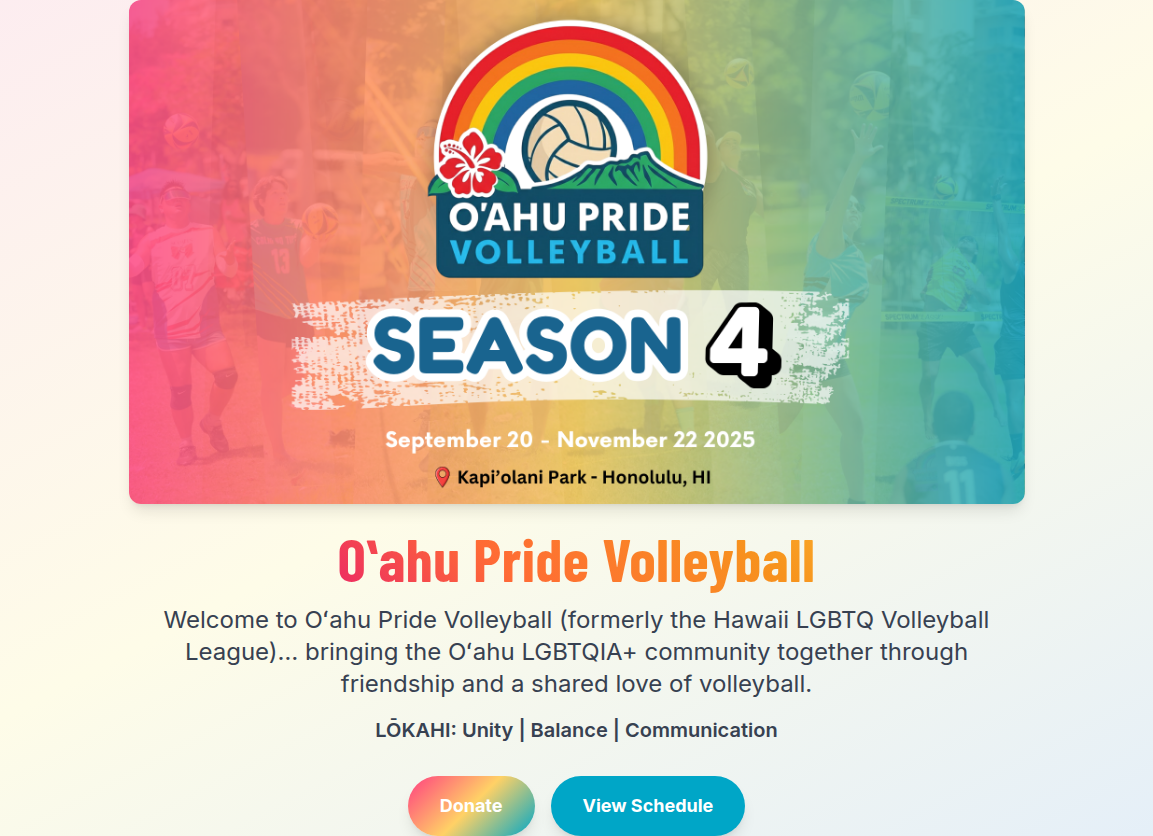 O'AHU PRIDE
VOLLEYBALL
SEASON 4
September 20 - November 22 2025
Kapi'olani Park - Honolulu, HI
13
11
Oʻahu Pride Volleyball
Welcome to Oʻahu Pride Volleyball (formerly the Hawaii LGBTQ Volleyball
League)... bringing the Oʻahu LGBTQIA+ community together through
friendship and a shared love of volleyball.
LŌKAHI: Unity | Balance | Communication
Donate
View Schedule